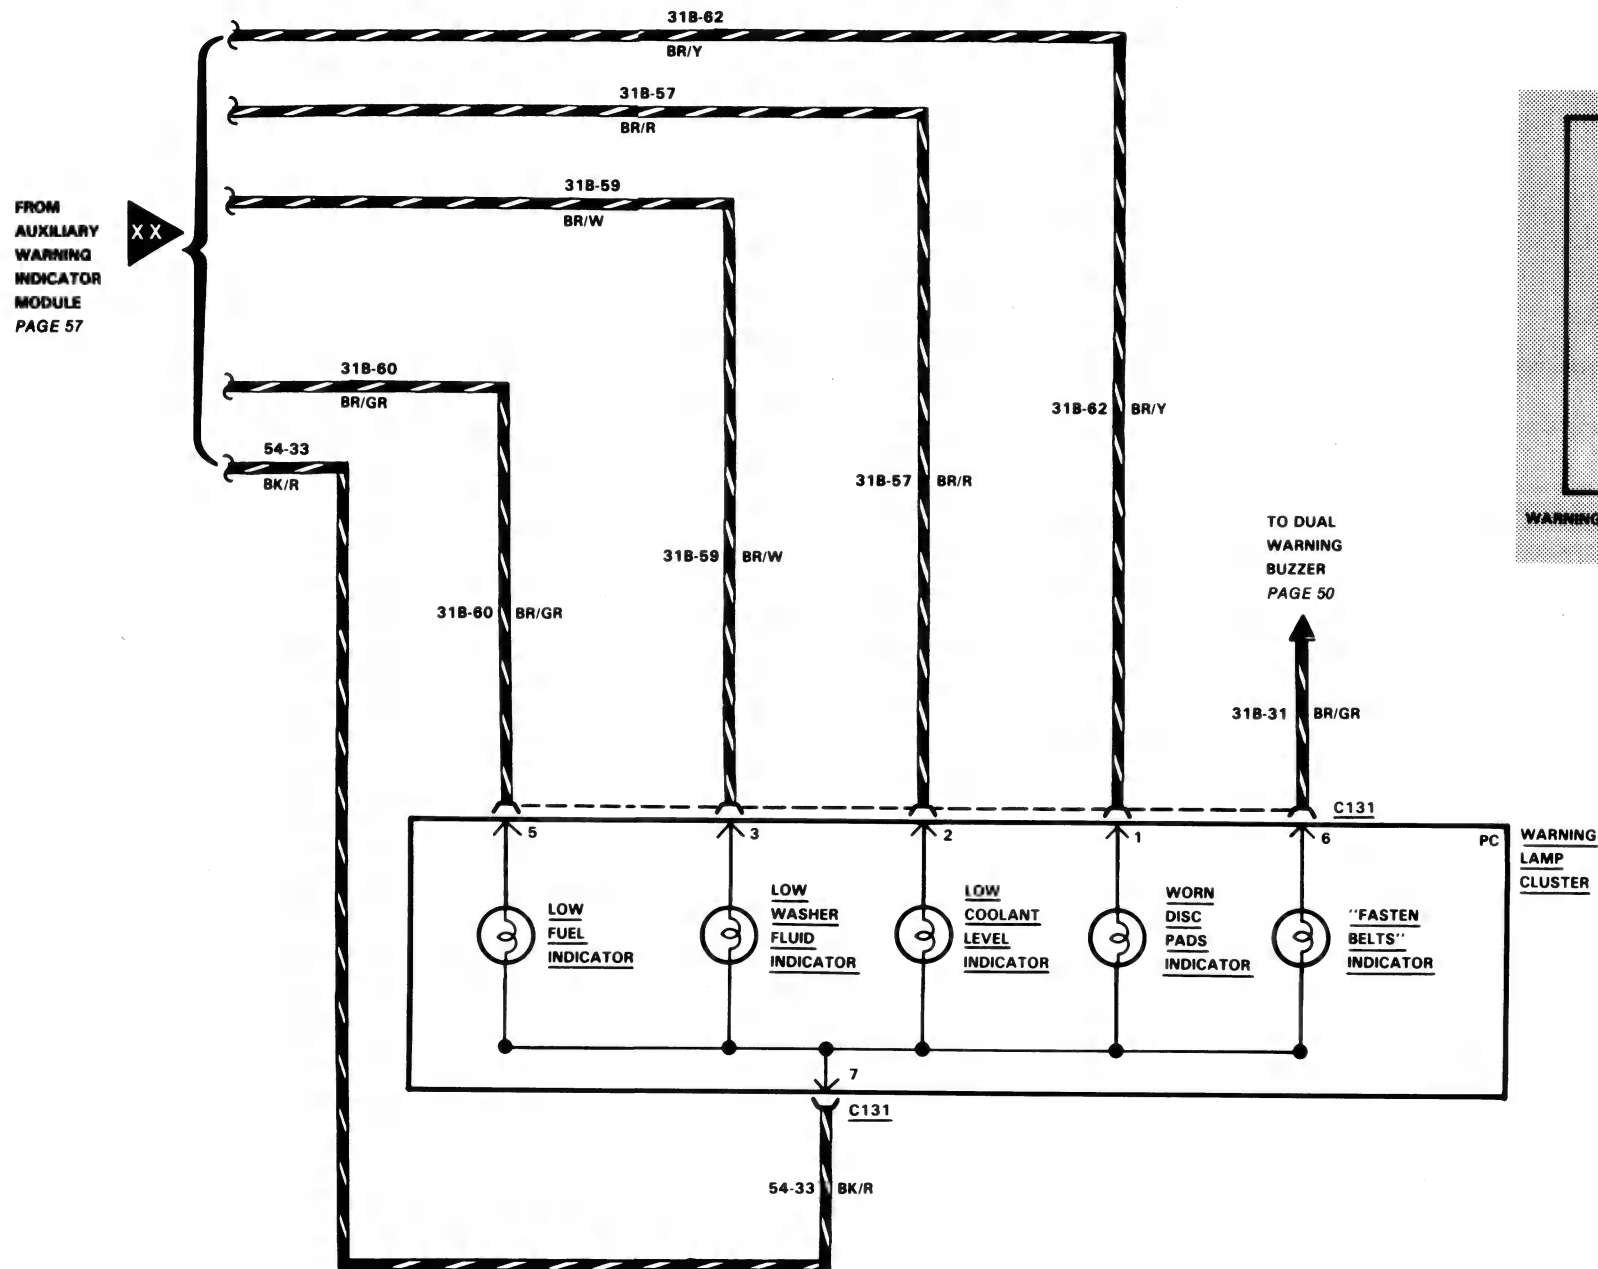 31B-62
BR/Y
31B-57
BR/R
31B-59
BR/W
FROM
AUXILIARY
WARNING
INDICATOR
MODULE
PAGE 57
XX
31B-60
BR/GR
54-33
BK/R
31B-62 BR/Y
31B-57 BR/R
31B-59 BR/W
31B-60 BR/GR
TO DUAL
WARNING
BUZZER
PAGE 50
WARNING
31B-31 BR/GR
C131
5
3
2
1
6
PC
WARNING
LAMP
CLUSTER
LOW
FUEL
INDICATOR
LOW
WASHER
FLUID
INDICATOR
LOW
COOLANT
LEVEL
INDICATOR
WORN
DISC
PADS
INDICATOR
"FASTEN
BELTS"
INDICATOR
7
C131
54-33 BK/R